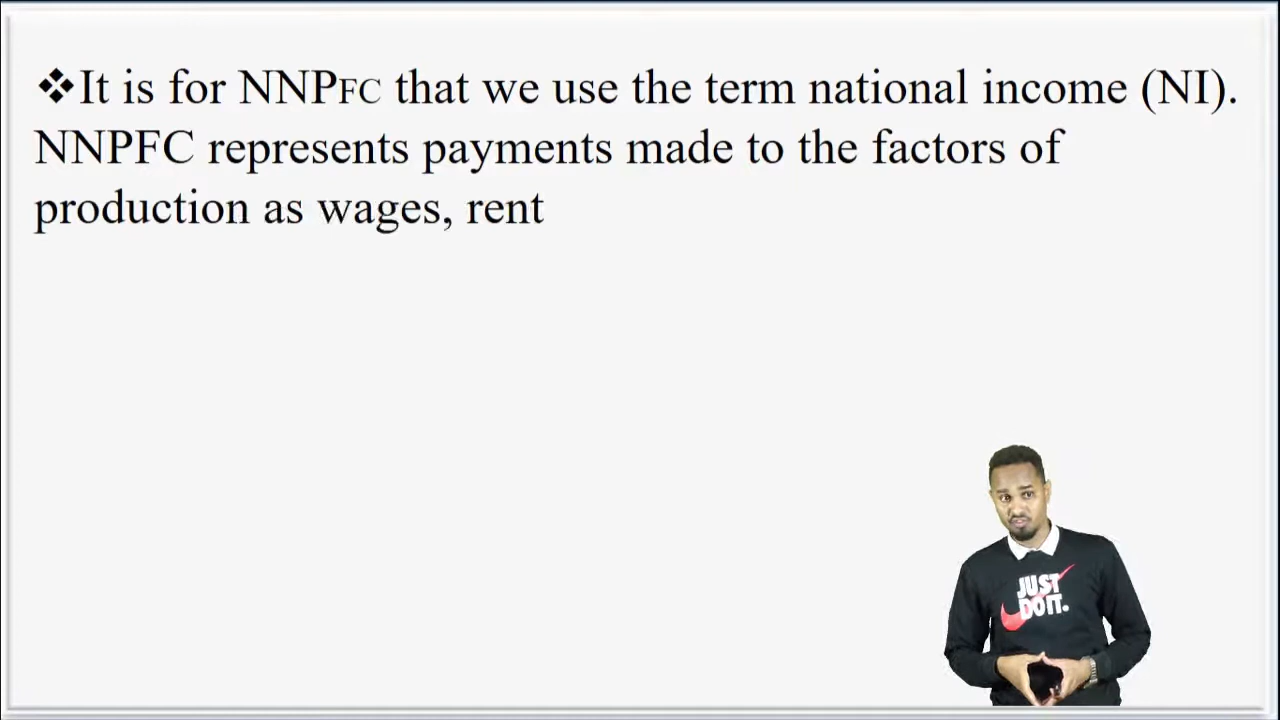 ❖It is for NNPFC that we use the term national income (NI).
NNPFC represents payments made to the factors of
production as wages, rent
JUST
DO IT.